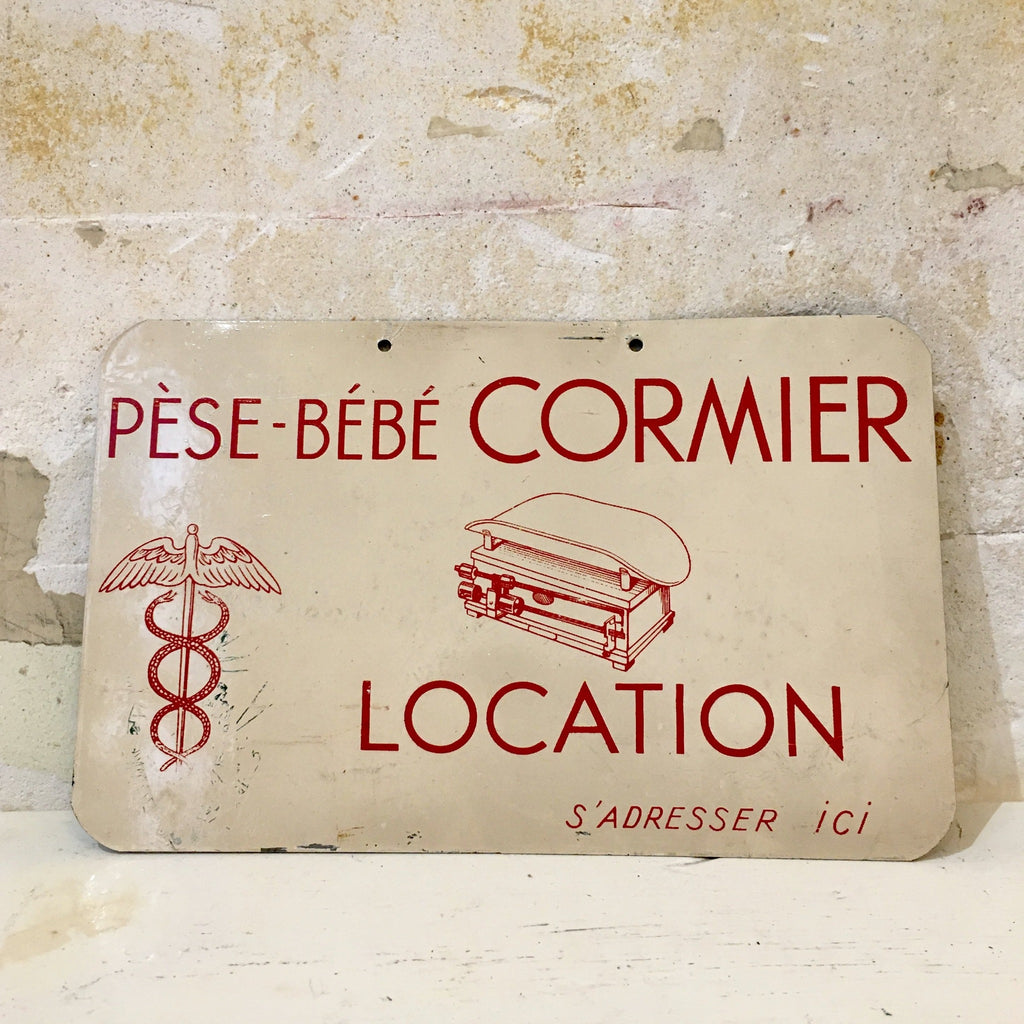 PÈSE-BÉBÉ CORMIER
LOCATION
S'ADRESSER iCi